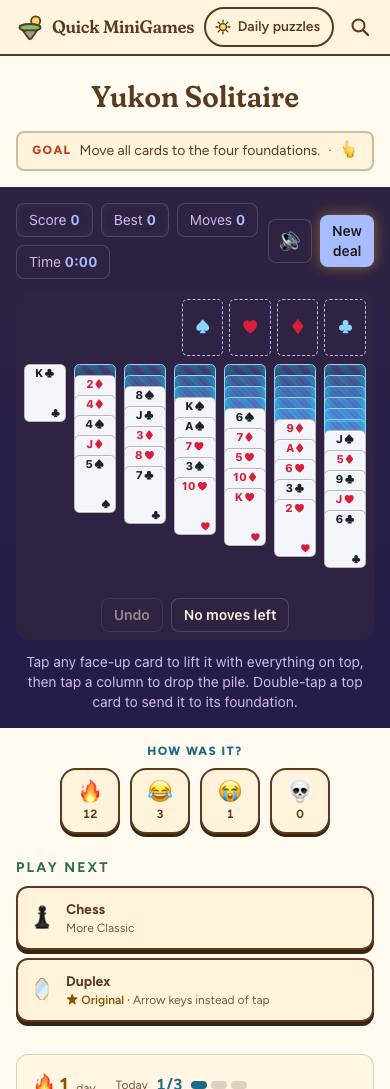 Quick MiniGames
Daily puzzles
Yukon Solitaire
GOAL Move all cards to the four foundations. ·
Score 0
Best 0
Moves 0
Time 0:00
New
deal
K♣
2♦
4♦
4♠
J♦
5♠
8♠
J♣
3♦
8♥
7♣
K♠
A♠
7♥
3♠
10♥
6♠
7♦
5♥
10♦
K♥
9♦
A♦
6♥
3♣
2♥
J♠
5♦
9♣
J♥
6♣
Undo
No moves left
Tap any face-up card to lift it with everything on top,
then tap a column to drop the pile. Double-tap a top
card to send it to its foundation.
HOW WAS IT?
12
3
1
0
PLAY NEXT
Chess
More Classic
Duplex
★ Original · Arrow keys instead of tap
1 day
Today 1/3